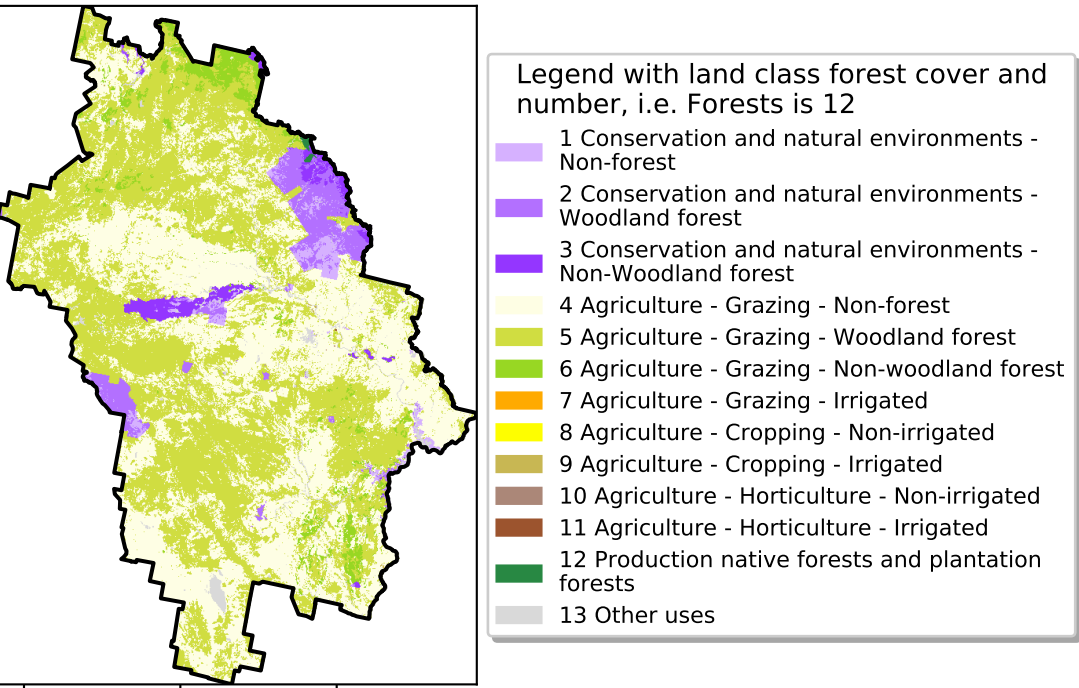 Legend with land class forest cover and
number, i.e. Forests is 12
1 Conservation and natural environments -
Non-forest
2 Conservation and natural environments -
Woodland forest
3 Conservation and natural environments -
Non-Woodland forest
4 Agriculture - Grazing - Non-forest
5 Agriculture - Grazing - Woodland forest
6 Agriculture - Grazing - Non-woodland forest
7 Agriculture - Grazing - Irrigated
8 Agriculture - Cropping - Non-irrigated
9 Agriculture - Cropping - Irrigated
10 Agriculture - Horticulture - Non-irrigated
11 Agriculture - Horticulture - Irrigated
12 Production native forests and plantation
forests
13 Other uses